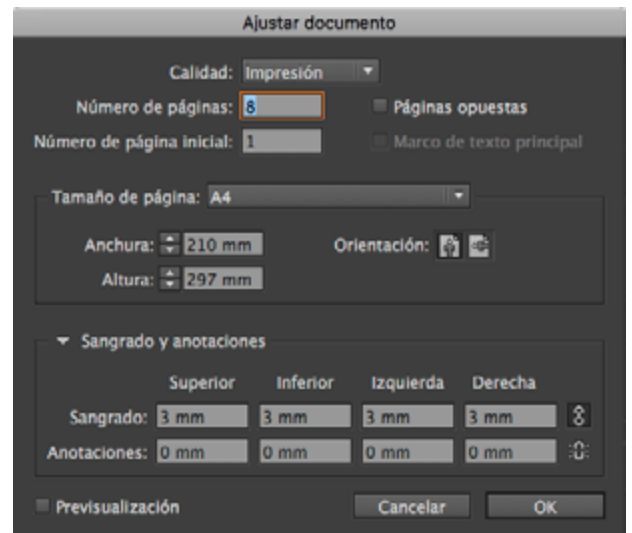 Ajustar documento
Calidad: Impresión
Número de páginas: 8 Páginas opuestas
Número de página inicial: 1 Marco de texto principal
Tamaño de página: A4
Anchura: 210 mm Orientación:
Altura: 297 mm
Sangrado y anotaciones
Superior Inferior Izquierda Derecha
Sangrado: 3 mm 3 mm 3 mm 3 mm
Anotaciones: 0 mm 0 mm 0 mm 0 mm
Previsualización Cancelar OK